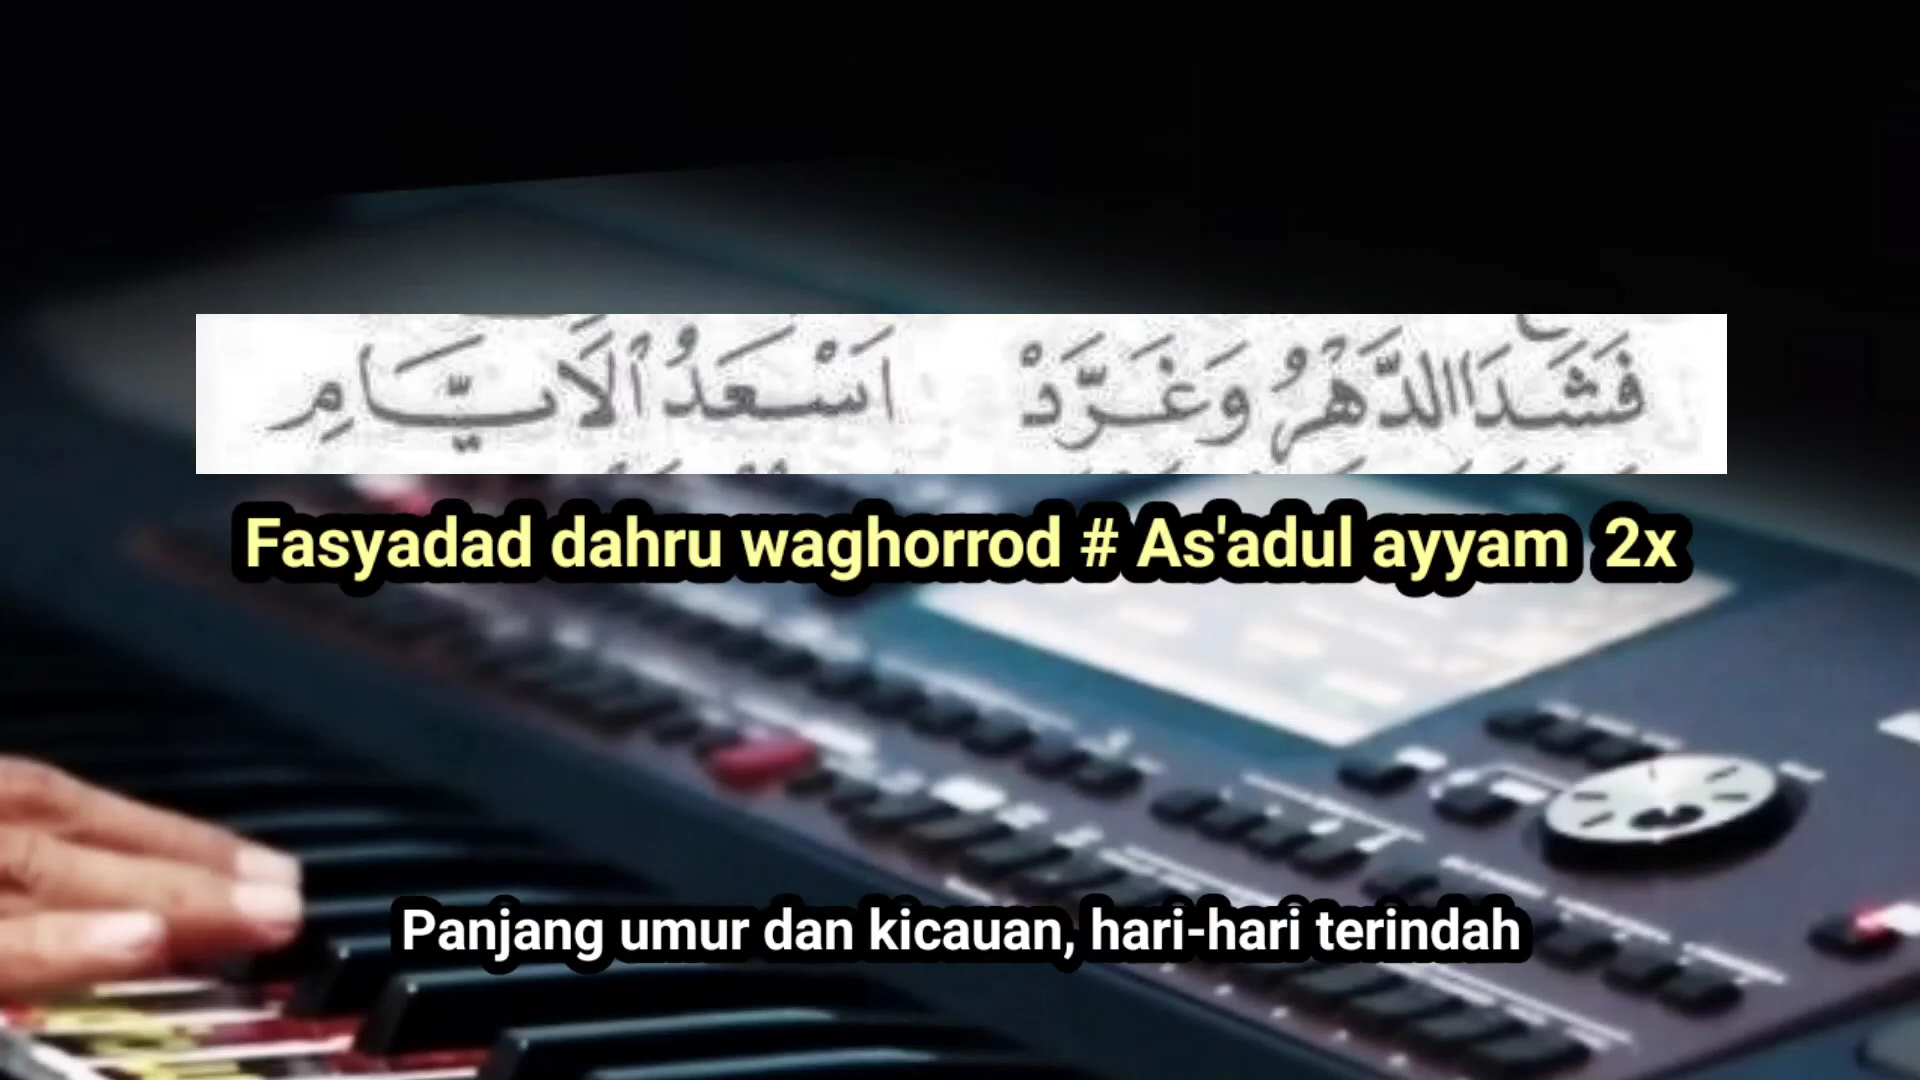 فَشَدَا الدَّهْرُ وَغَرَّدْ اَسْعَدُ الْاَيَّامِ
Fasyadad dahru waghorrod # As'adul ayyam 2x
Panjang umur dan kicauan, hari-hari terindah